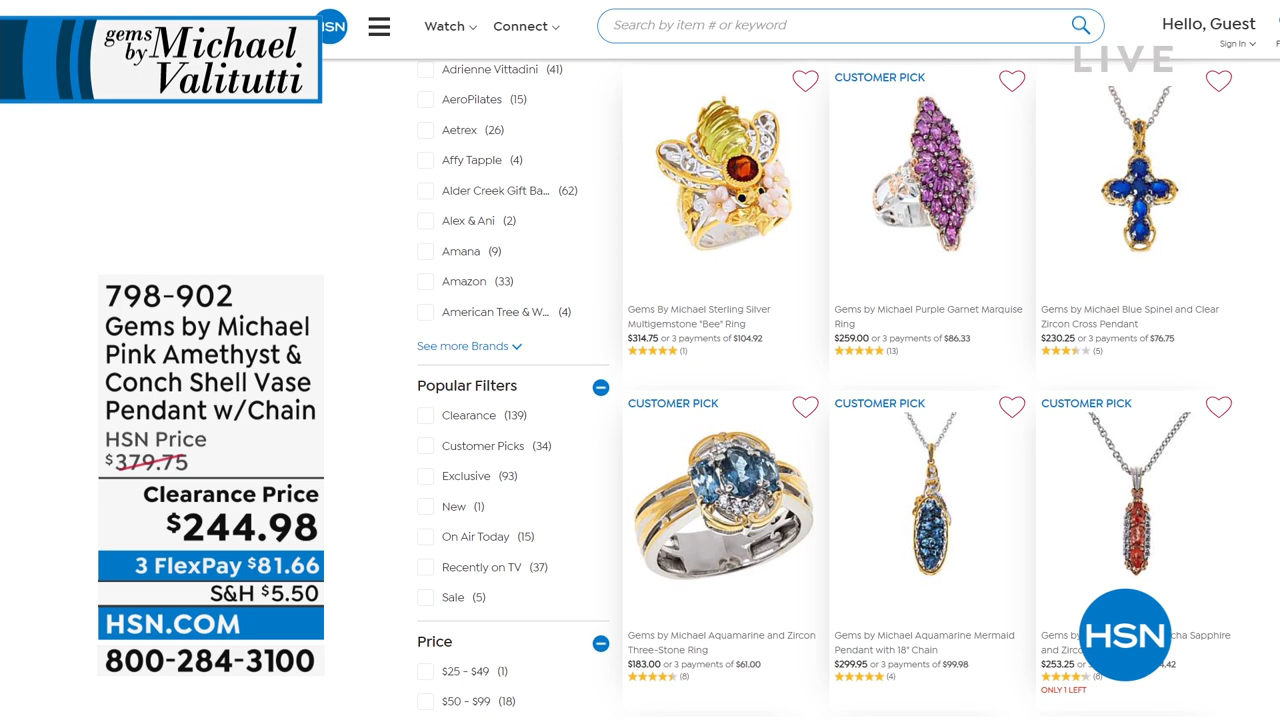 gems
by Michael
Valitutti
HSN
Watch
Connect
Search by item # or keyword
Hello, Guest
Sign In
F
LIVE
798-902
Gems by Michael
Pink Amethyst &
Conch Shell Vase
Pendant w/Chain
HSN Price
$379.75
Clearance Price
$244.98
3 FlexPay $81.66
S&H $5.50
HSN.COM
800-284-3100
Adrienne Vittadini (41)
AeroPilates (15)
Aetrex (26)
Affy Tapple (4)
Alder Creek Gift Ba... (62)
Alex & Ani (2)
Amana (9)
Amazon (33)
American Tree & W... (4)
See more Brands
Popular Filters
Clearance (139)
Customer Picks (34)
Exclusive (93)
New (1)
On Air Today (15)
Recently on TV (37)
Sale (5)
Price
$25 - $49 (1)
$50 - $99 (18)
Gems By Michael Sterling Silver
Multigemstone "Bee" Ring
$314.75 or 3 payments of $104.92
(1)
CUSTOMER PICK
Gems by Michael Purple Garnet Marquise
Ring
$259.00 or 3 payments of $86.33
(13)
Gems by Michael Blue Spinel and Clear
Zircon Cross Pendant
$230.25 or 3 payments of $76.75
(5)
CUSTOMER PICK
Gems by Michael Aquamarine and Zircon
Three-Stone Ring
$183.00 or 3 payments of $61.00
(8)
CUSTOMER PICK
Gems by Michael Aquamarine Mermaid
Pendant with 18" Chain
$299.95 or 3 payments of $99.98
(4)
CUSTOMER PICK
Gems by cha Sapphire
and Zirco
$253.25 or 4.42
ONLY 1 LEFT
HSN